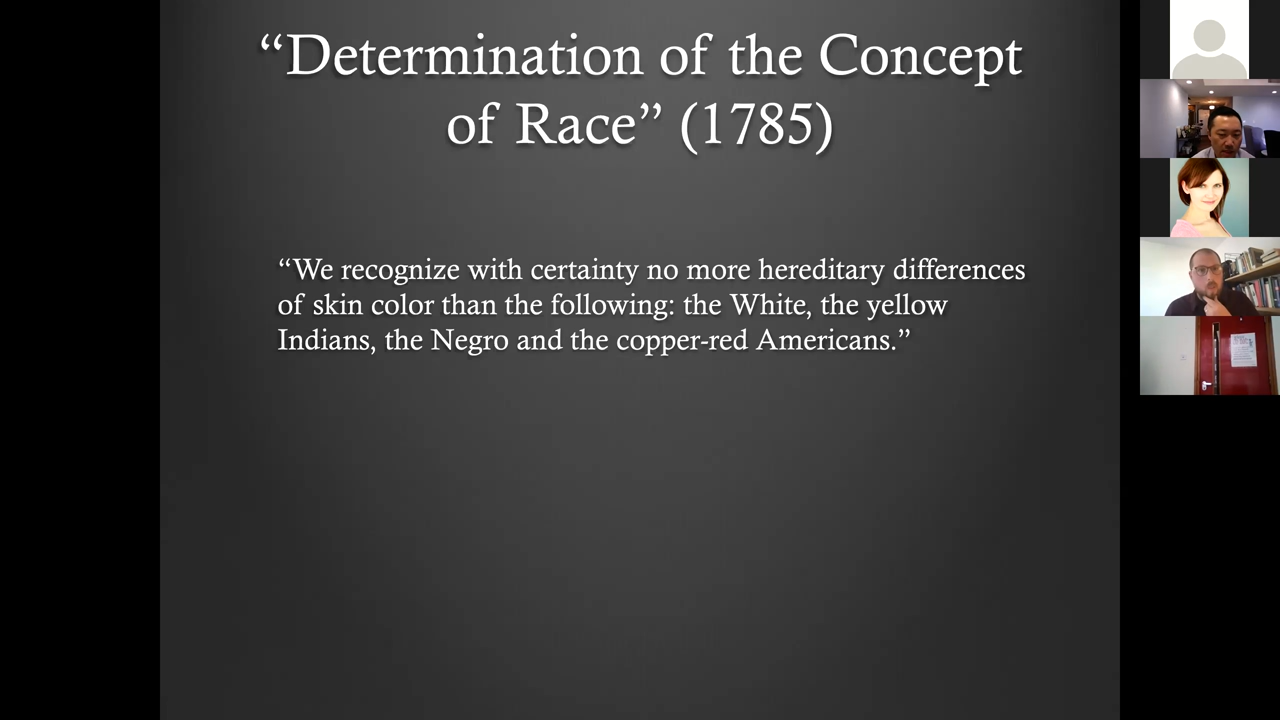 “Determination of the Concept
of Race” (1785)
“We recognize with certainty no more hereditary differences
of skin color than the following: the White, the yellow
Indians, the Negro and the copper-red Americans.”